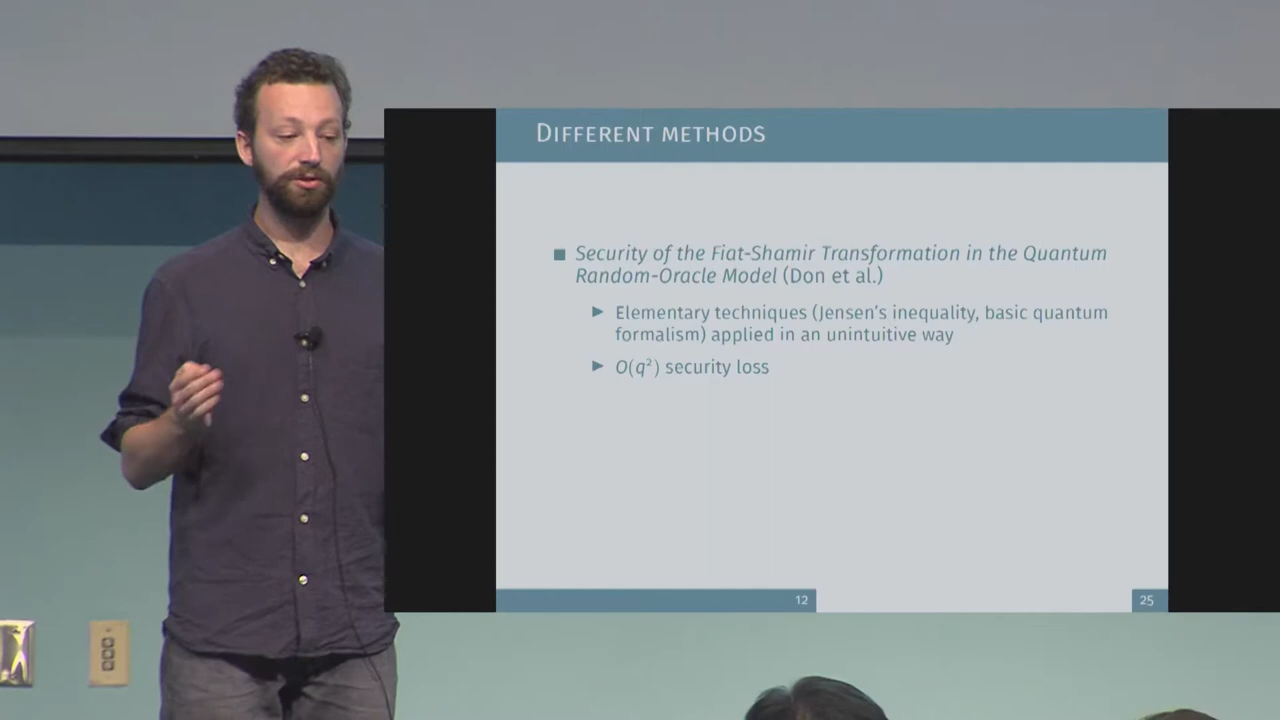 DIFFERENT METHODS
■ Security of the Fiat-Shamir Transformation in the Quantum
Random-Oracle Model (Don et al.)
▶ Elementary techniques (Jensen's inequality, basic quantum
formalism) applied in an unintuitive way
▶ O(q²) security loss
12
25